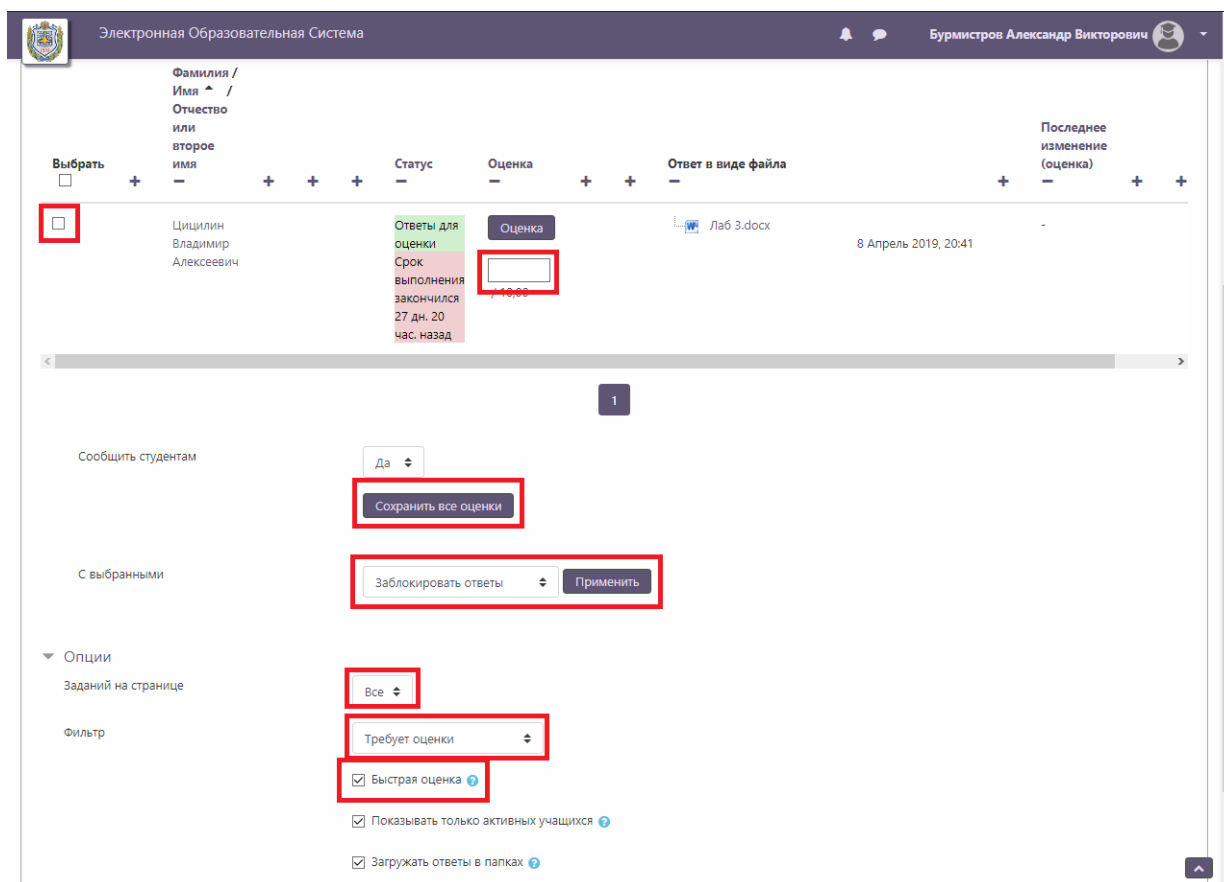 Электронная Образовательная Система
Бурмистров Александр Викторович
Фамилия /
Имя /
Отчество
или
второе
имя
Выбрать
Статус
Оценка
Ответ в виде файла
Последнее
изменение
(оценка)
Цицилин
Владимир
Алексеевич
Ответы для
оценки
Срок
выполнения
закончился
27 дн. 20
час. назад
Оценка
/ 10,00
Лаб 3.docx
8 Апрель 2019, 20:41
-
1
Сообщить студентам
Да
Сохранить все оценки
С выбранными
Заблокировать ответы
Применить
Опции
Заданий на странице
Все
Фильтр
Требует оценки
Быстрая оценка
Показывать только активных учащихся
Загружать ответы в папках